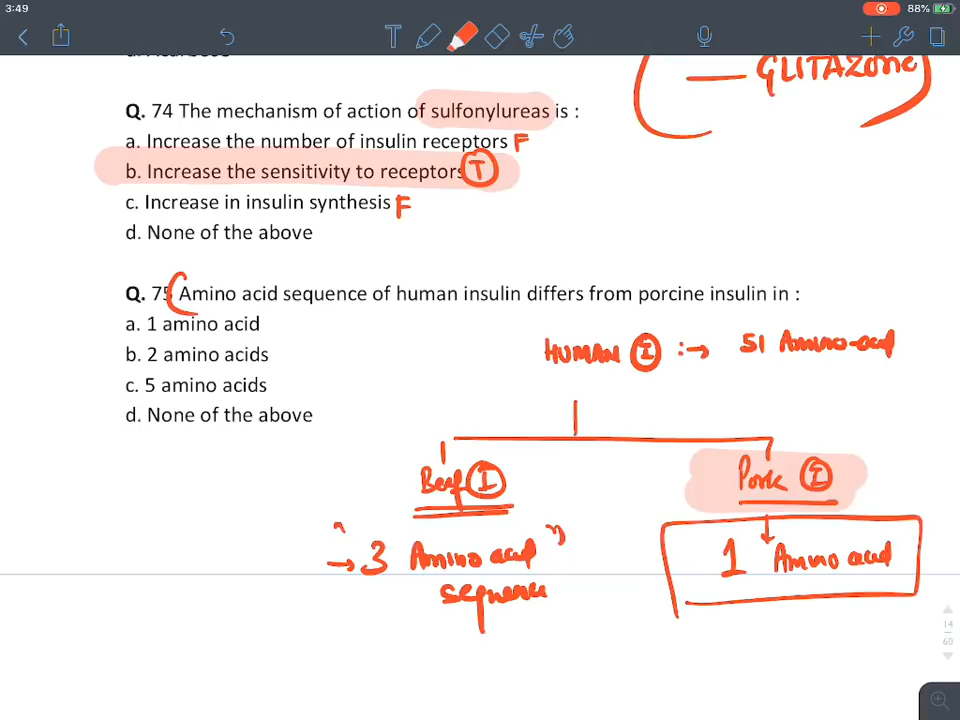 3:49
88%
T
GLITAZONE
Q. 74 The mechanism of action of sulfonylureas is :
a. Increase the number of insulin receptors F
b. Increase the sensitivity to receptors T
c. Increase in insulin synthesis F
d. None of the above
Q. 75 Amino acid sequence of human insulin differs from porcine insulin in :
a. 1 amino acid
b. 2 amino acids
c. 5 amino acids
d. None of the above
HUMAN I :→ 51 Amino-acid
Beef I
Pork I
→ 3 Amino acid
sequence
1 Amino acid
14
60